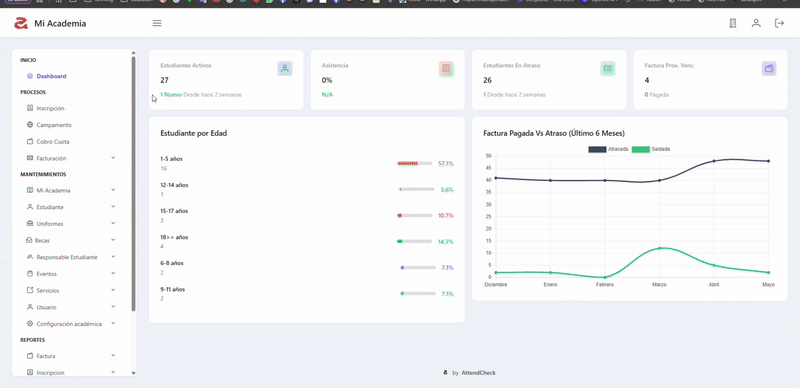 Mi Academia
INICIO
Dashboard
PROCESOS
Inscripción
Campamento
Cobro Cuota
Facturación
MANTENIMIENTOS
Mi Academia
Estudiante
Uniformes
Becas
Responsable Estudiante
Eventos
Servicios
Usuario
Configuración académica
REPORTES
Factura
Inscripcion
Estudiantes Activos
27
1 Nuevo Desde hace 2 semanas
Asistencia
0%
N/A
Estudiantes En Atraso
26
1 Desde hace 2 semanas
Factura Prox. Venc.
4
0 Pagada
Estudiante por Edad
1-5 años
16
57.1%
12-14 años
1
3.6%
15-17 años
3
10.7%
18>= años
4
14.3%
6-8 años
2
7.1%
9-11 años
2
7.1%
Factura Pagada Vs Atraso (Último 6 Meses)
Atrasada Saldada
50
45
40
35
30
25
20
15
10
5
0
Diciembre Enero Febrero Marzo Abril Mayo
by AttendCheck